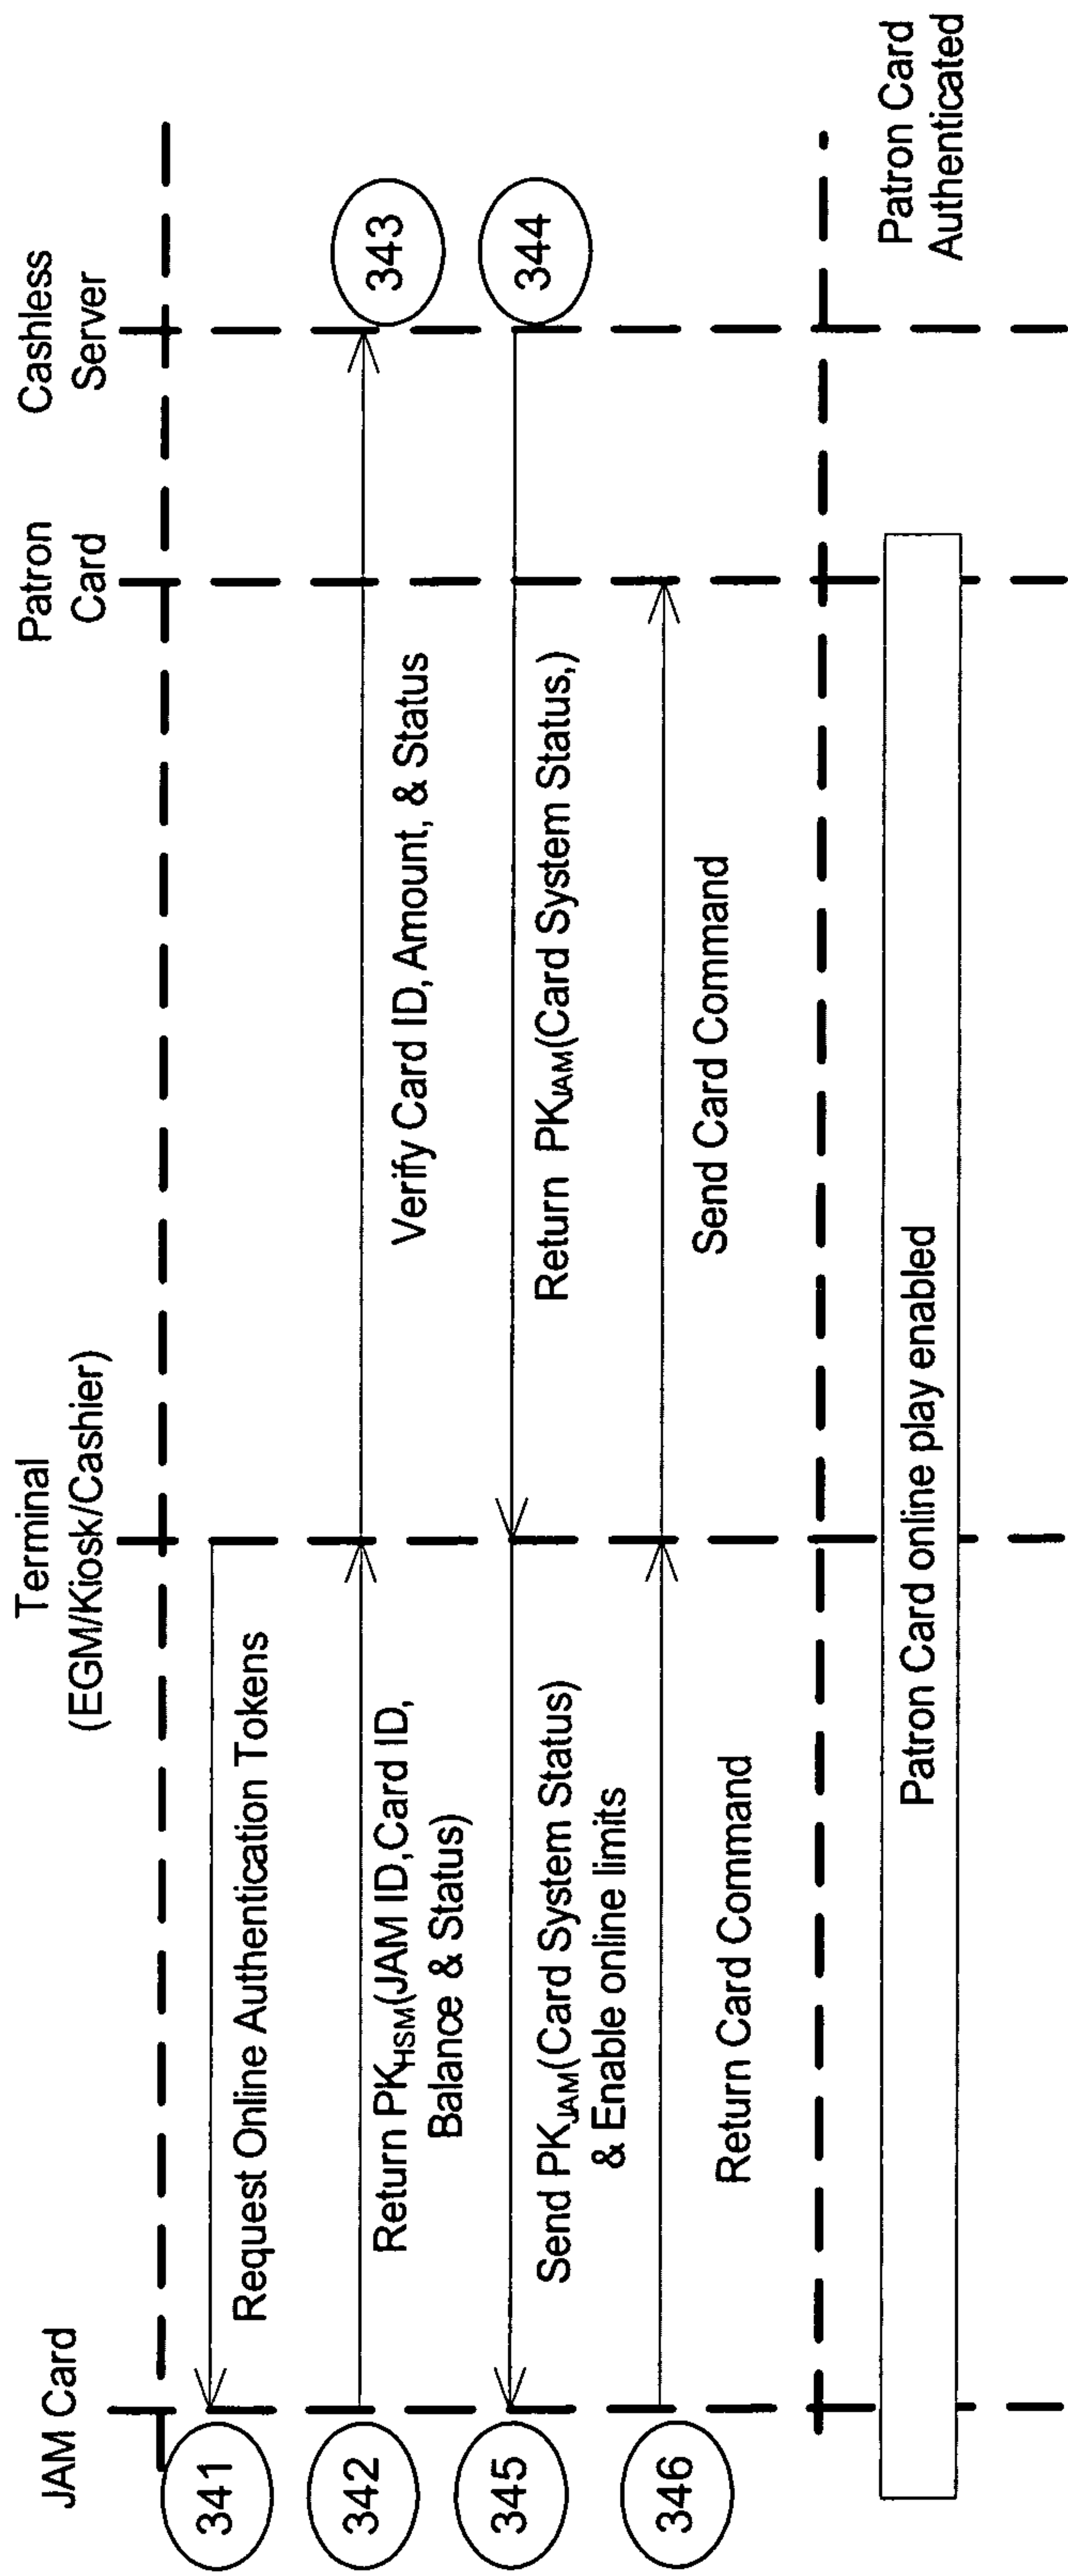 JAM Card
Terminal
(EGM/Kiosk/Cashier)
Patron
Card
Cashless
Server
341
Request Online Authentication Tokens
342
Return PKHSM(JAM ID,Card ID,
Balance & Status)
Verify Card ID, Amount, & Status
343
Return PKJAM(Card System Status,)
344
345
Send PKJAM(Card System Status)
& Enable online limits
346
Return Card Command
Send Card Command
Patron Card online play enabled
Patron Card
Authenticated